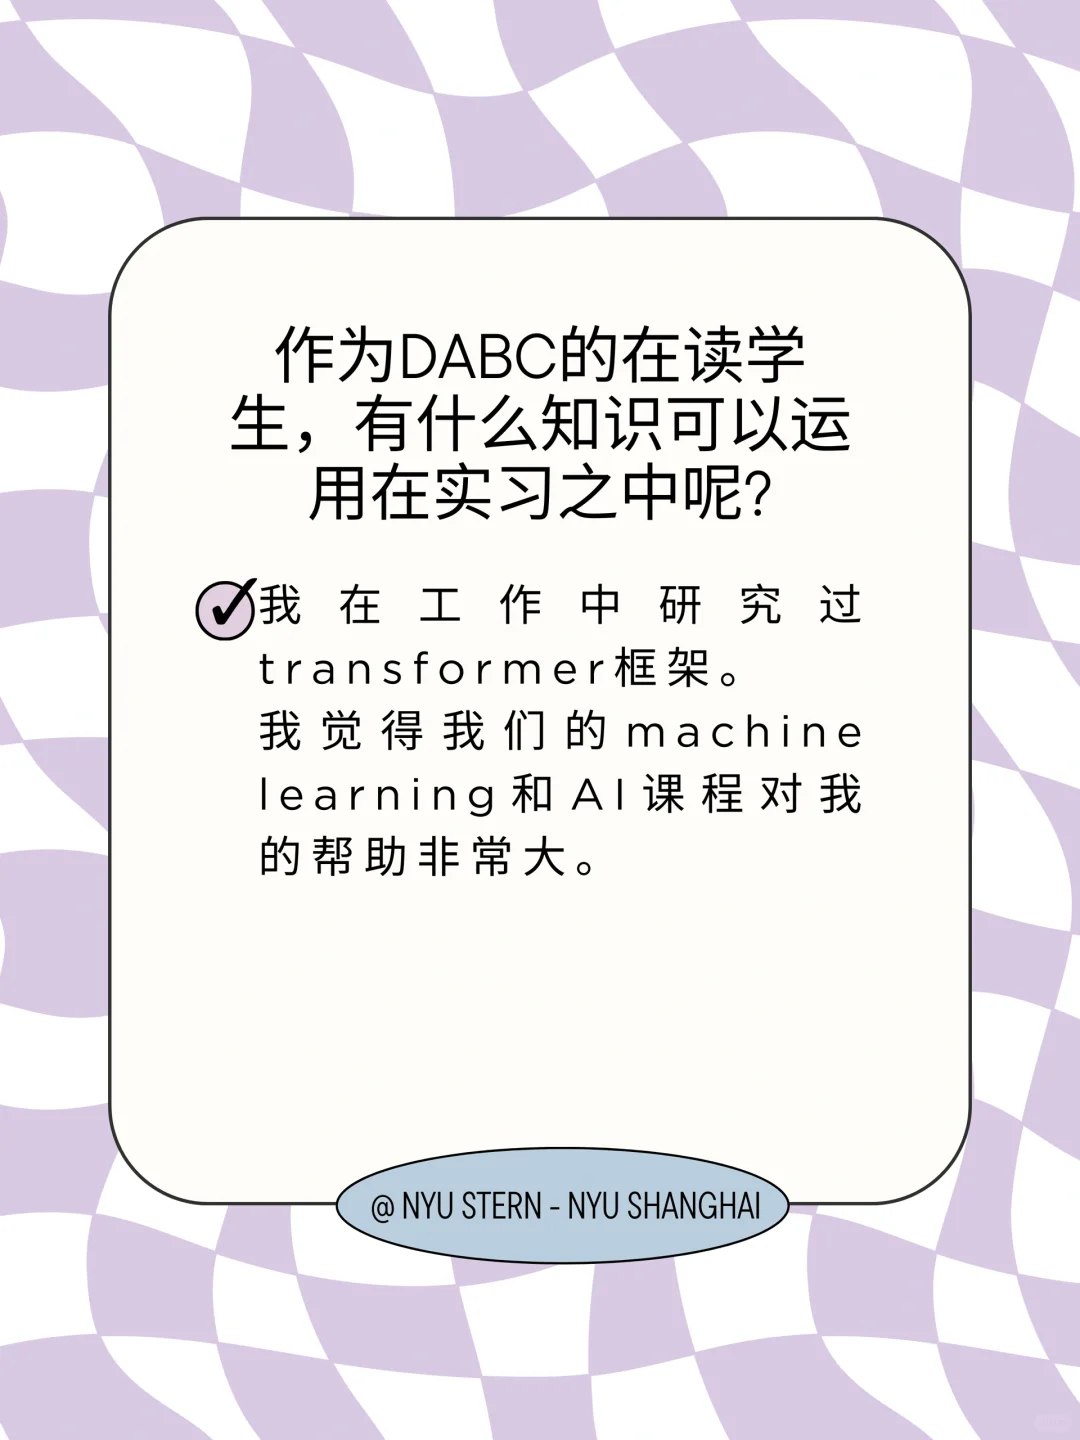 作为DABC的在读学
生，有什么知识可以运
用在实习之中呢?
我在工作中研究过
transformer框架。
我觉得我们的machine
learning和AI课程对我
的帮助非常大。
@ NYU STERN - NYU SHANGHAI